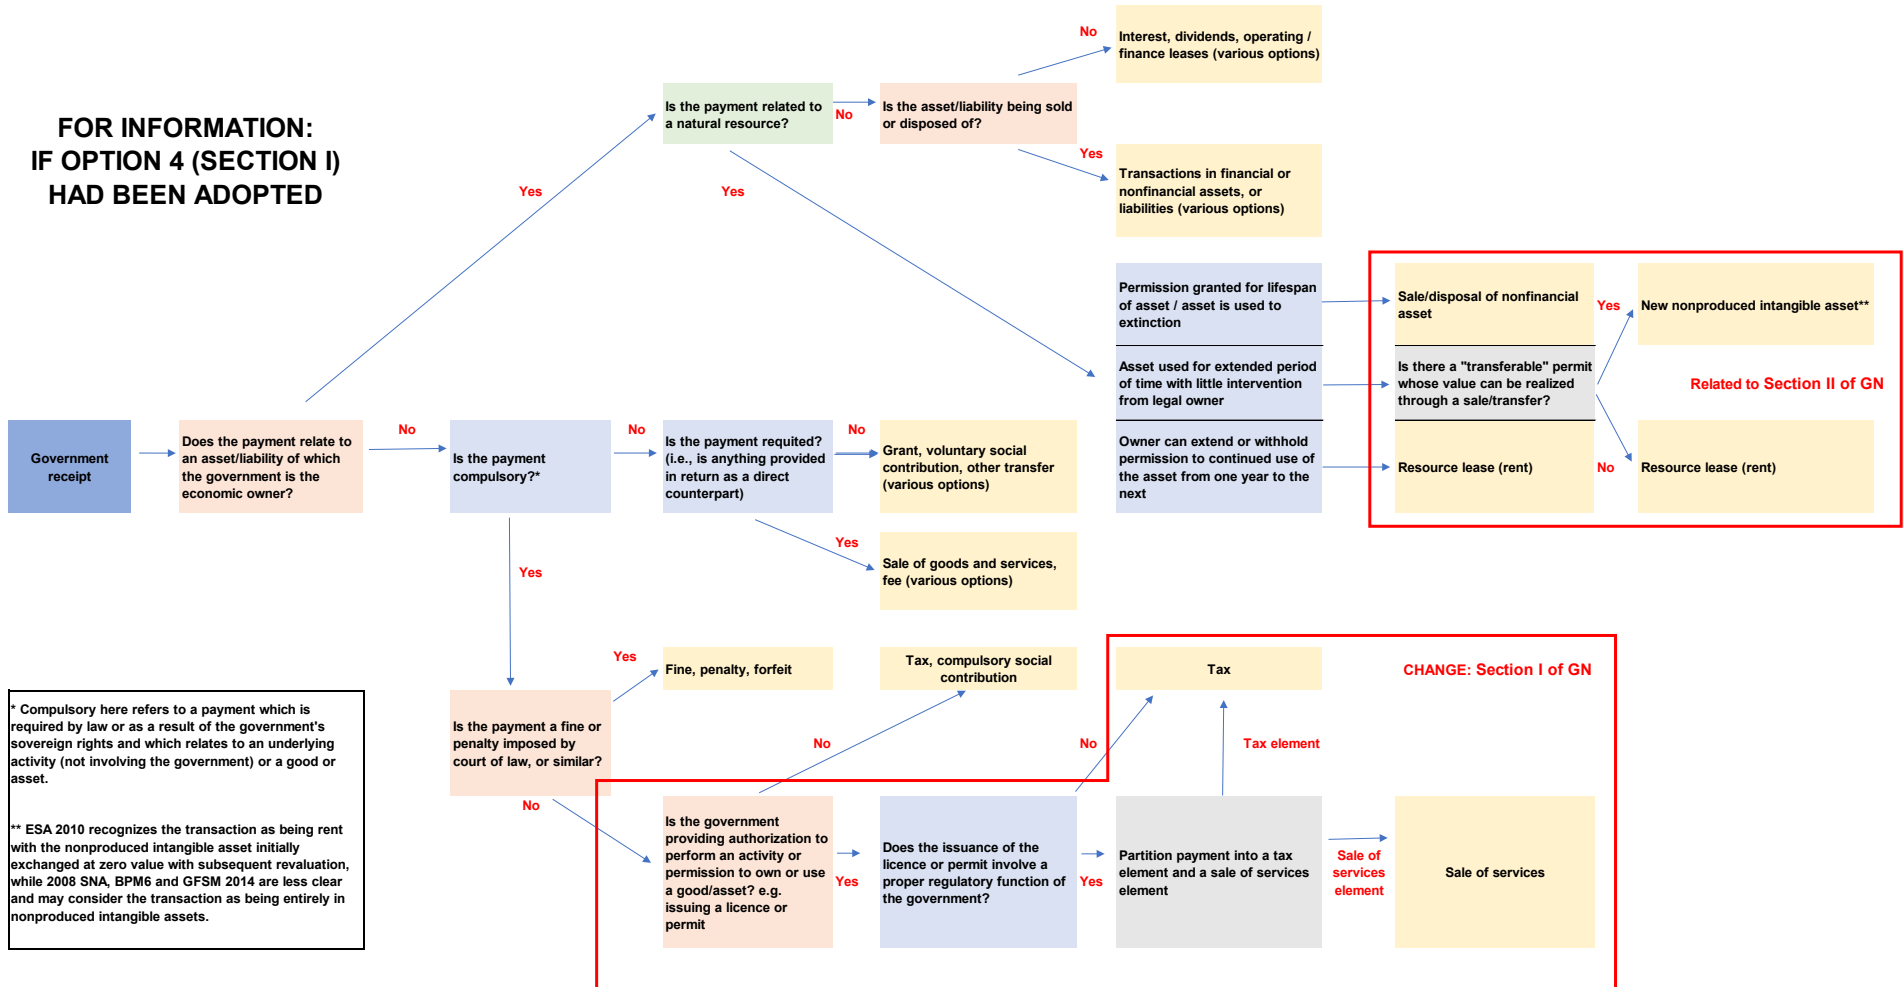 FOR INFORMATION:
IF OPTION 4 (SECTION I)
HAD BEEN ADOPTED
No
Interest, dividends, operating /
finance leases (various options)
Is the payment related to
a natural resource?
No
Is the asset/liability being sold
or disposed of?
Yes
Transactions in financial or
nonfinancial assets, or
liabilities (various options)
Yes
Yes
Permission granted for lifespan
of asset / asset is used to
extinction
Sale/disposal of nonfinancial
asset
Yes
New nonproduced intangible asset**
Asset used for extended period
of time with little intervention
from legal owner
Is there a "transferable" permit
whose value can be realized
through a sale/transfer?
Related to Section II of GN
Owner can extend or withhold
permission to continued use of
the asset from one year to the
next
Resource lease (rent)
No
Resource lease (rent)
Government
receipt
Does the payment relate to
an asset/liability of which
the government is the
economic owner?
No
Is the payment
compulsory?*
No
Is the payment requited?
(i.e., is anything provided
in return as a direct
counterpart)
No
Grant, voluntary social
contribution, other transfer
(various options)
Yes
Sale of goods and services,
fee (various options)
Yes
Yes
Fine, penalty, forfeit
Tax, compulsory social
contribution
Tax
CHANGE: Section I of GN
Is the payment a fine or
penalty imposed by
court of law, or similar?
No
No
No
Tax element
Is the government
providing authorization to
perform an activity or
permission to own or use
a good/asset? e.g.
issuing a licence or
permit
Yes
Does the issuance of the
licence or permit involve a
proper regulatory function of
the government?
Yes
Partition payment into a tax
element and a sale of services
element
Sale of
services
element
Sale of services
* Compulsory here refers to a payment which is
required by law or as a result of the government's
sovereign rights and which relates to an underlying
activity (not involving the government) or a good or
asset.
** ESA 2010 recognizes the transaction as being rent
with the nonproduced intangible asset initially
exchanged at zero value with subsequent revaluation,
while 2008 SNA, BPM6 and GFSM 2014 are less clear
and may consider the transaction as being entirely in
nonproduced intangible assets.